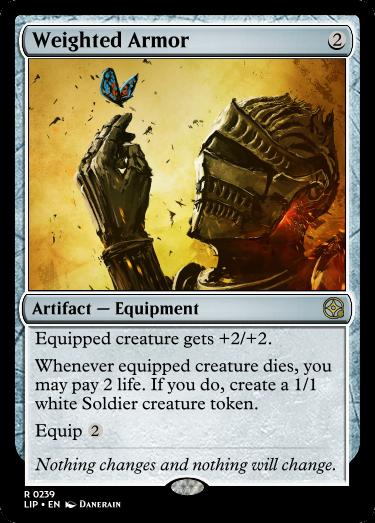 Weighted Armor 2
Artifact — Equipment
Equipped creature gets +2/+2.
Whenever equipped creature dies, you
may pay 2 life. If you do, create a 1/1
white Soldier creature token.
Equip 2
Nothing changes and nothing will change.
R 0239
LIP • EN Danerain